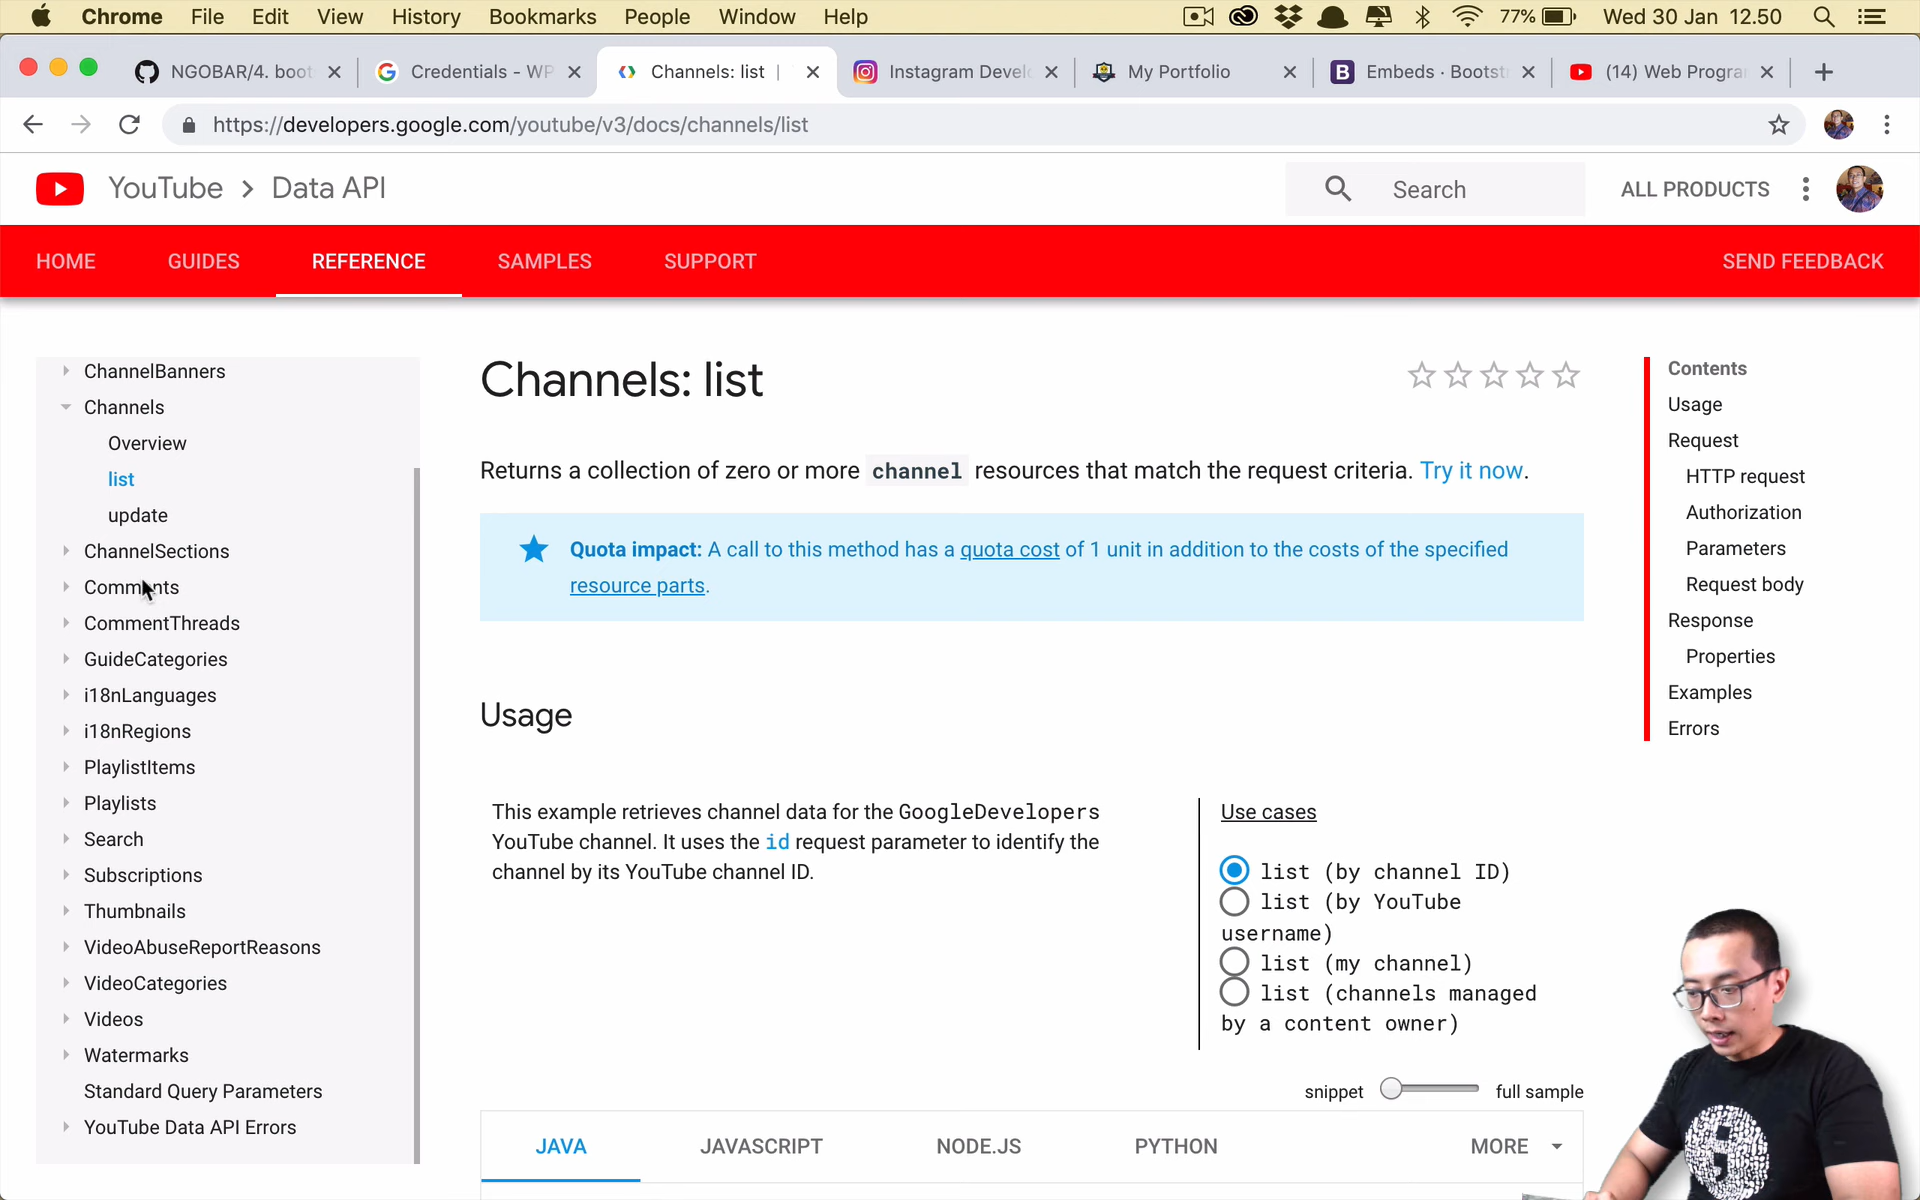 Chrome File Edit View History Bookmarks People Window Help 77% Wed 30 Jan 12.50
NGOBAR/4. boot Credentials - WP Channels: list | Instagram Devel My Portfolio Embeds · Bootst (14) Web Progra
https://developers.google.com/youtube/v3/docs/channels/list
YouTube > Data API Search ALL PRODUCTS
HOME GUIDES REFERENCE SAMPLES SUPPORT SEND FEEDBACK
ChannelBanners
Channels
Overview
list
update
ChannelSections
Comments
CommentThreads
GuideCategories
i18nLanguages
i18nRegions
PlaylistItems
Playlists
Search
Subscriptions
Thumbnails
VideoAbuseReportReasons
VideoCategories
Videos
Watermarks
Standard Query Parameters
YouTube Data API Errors
Channels: list
Returns a collection of zero or more channel resources that match the request criteria. Try it now.
Quota impact: A call to this method has a quota cost of 1 unit in addition to the costs of the specified
resource parts.
Usage
This example retrieves channel data for the GoogleDevelopers
YouTube channel. It uses the id request parameter to identify the
channel by its YouTube channel ID.
Use cases
list (by channel ID)
list (by YouTube
username)
list (my channel)
list (channels managed
by a content owner)
snippet full sample
JAVA JAVASCRIPT NODE.JS PYTHON MORE
Contents
Usage
Request
HTTP request
Authorization
Parameters
Request body
Response
Properties
Examples
Errors